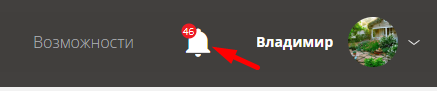 Возможности 46 Владимир